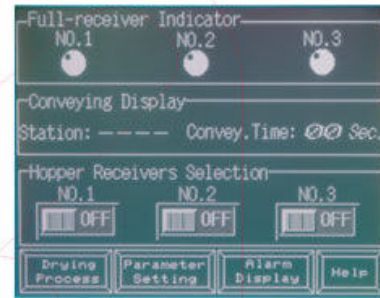 Full-receiver Indicator
NO.1 NO.2 NO.3
Conveying Display
Station: ---- Convey.Time: 00 Sec.
Hopper Receivers Selection
NO.1 NO.2 NO.3
OFF OFF OFF
Drying Process Parameter Setting Alarm Display Help